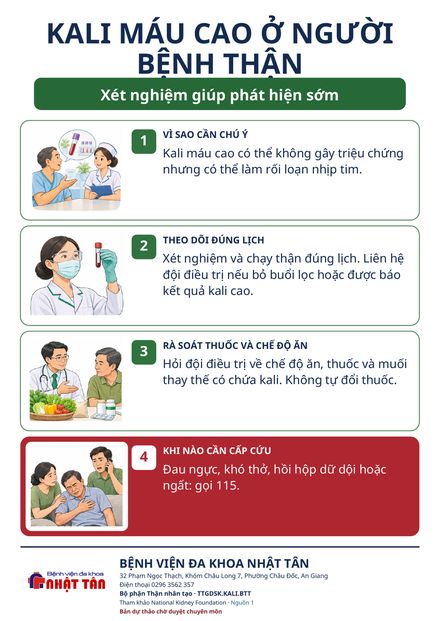 KALI MÁU CAO Ở NGƯỜI
BỆNH THẬN
Xét nghiệm giúp phát hiện sớm
1
VÌ SAO CẦN CHÚ Ý
Kali máu cao có thể không gây triệu chứng
nhưng có thể làm rối loạn nhịp tim.
2
THEO DÕI ĐÚNG LỊCH
Xét nghiệm và chạy thận đúng lịch. Liên hệ
đội điều trị nếu bỏ buổi lọc hoặc được báo
kết quả kali cao.
3
RÀ SOÁT THUỐC VÀ CHẾ ĐỘ ĂN
Hỏi đội điều trị về chế độ ăn, thuốc và muối
thay thế có chứa kali. Không tự đổi thuốc.
4
KHI NÀO CẦN CẤP CỨU
Đau ngực, khó thở, hồi hộp dữ dội hoặc
ngất: gọi 115.
Bệnh viện đa khoa
NHẬT TÂN
BỆNH VIỆN ĐA KHOA NHẬT TÂN
32 Phạm Ngọc Thạch, Khóm Châu Long 7, Phường Châu Đốc, An Giang
Điện thoại 0296 3562 357
Bộ phận Thận nhân tạo · TTGDSK.KALI.BTT
Tham khảo National Kidney Foundation · Nguồn 1
Bản dự thảo chờ duyệt chuyên môn